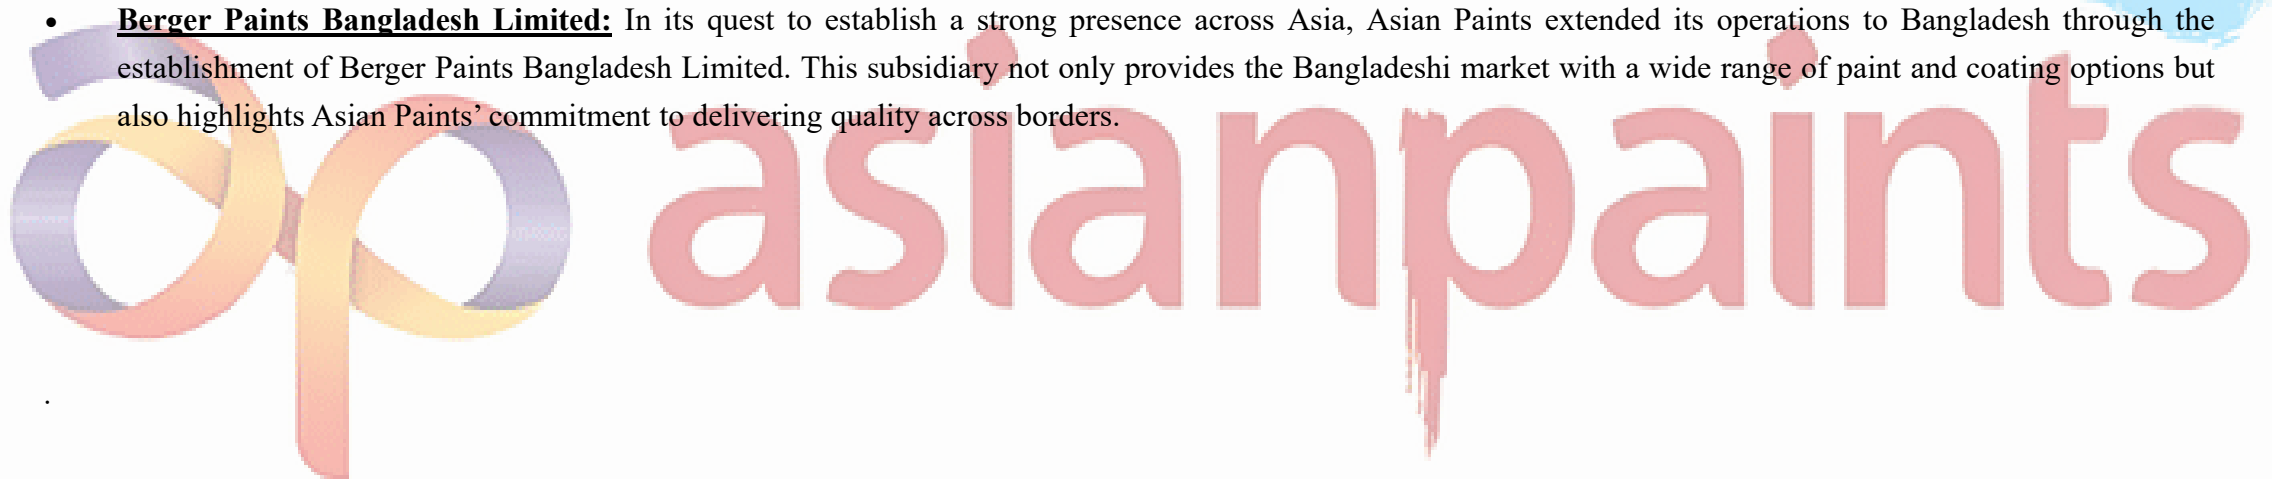 • Berger Paints Bangladesh Limited: In its quest to establish a strong presence across Asia, Asian Paints extended its operations to Bangladesh through the
establishment of Berger Paints Bangladesh Limited. This subsidiary not only provides the Bangladeshi market with a wide range of paint and coating options but
also highlights Asian Paints’ commitment to delivering quality across borders.
ap asianpaints
.